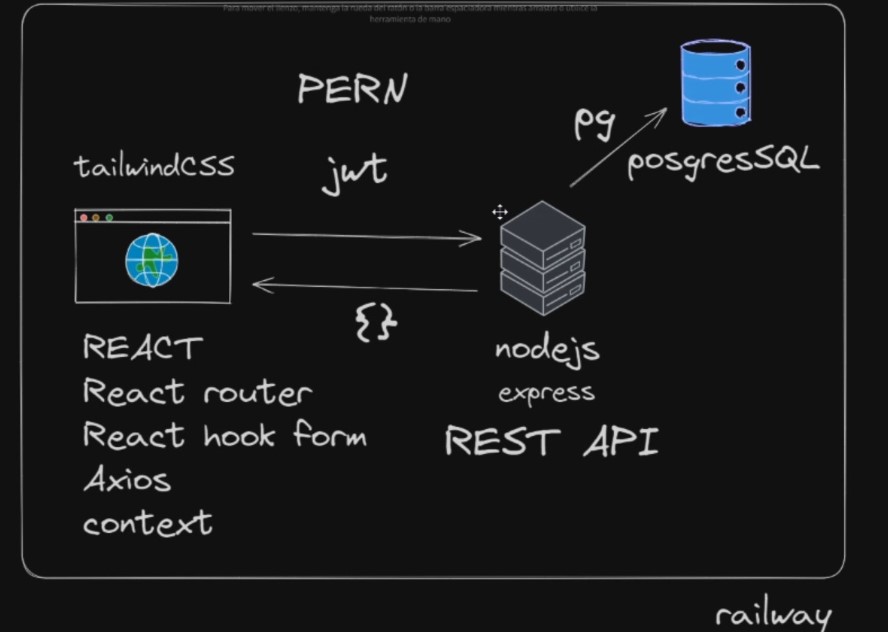 Para mover el lienzo, mantenga la rueda del ratón o la barra espaciadora mientras arrastra o utilice la
herramienta de mano
PERN
pg
posgresSQL
tailwindCSS
jwt
{}
REACT
React router
React hook form
Axios
context
nodejs
express
REST API
railway